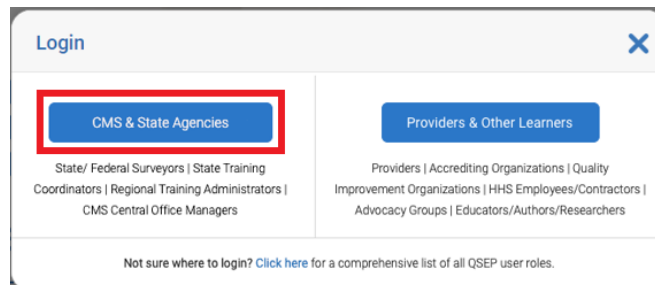 Login
CMS & State Agencies
State/ Federal Surveyors | State Training
Coordinators | Regional Training Administrators |
CMS Central Office Managers
Providers & Other Learners
Providers | Accrediting Organizations | Quality
Improvement Organizations | HHS Employees/Contractors |
Advocacy Groups | Educators/Authors/Researchers
Not sure where to login? Click here for a comprehensive list of all QSEP user roles.